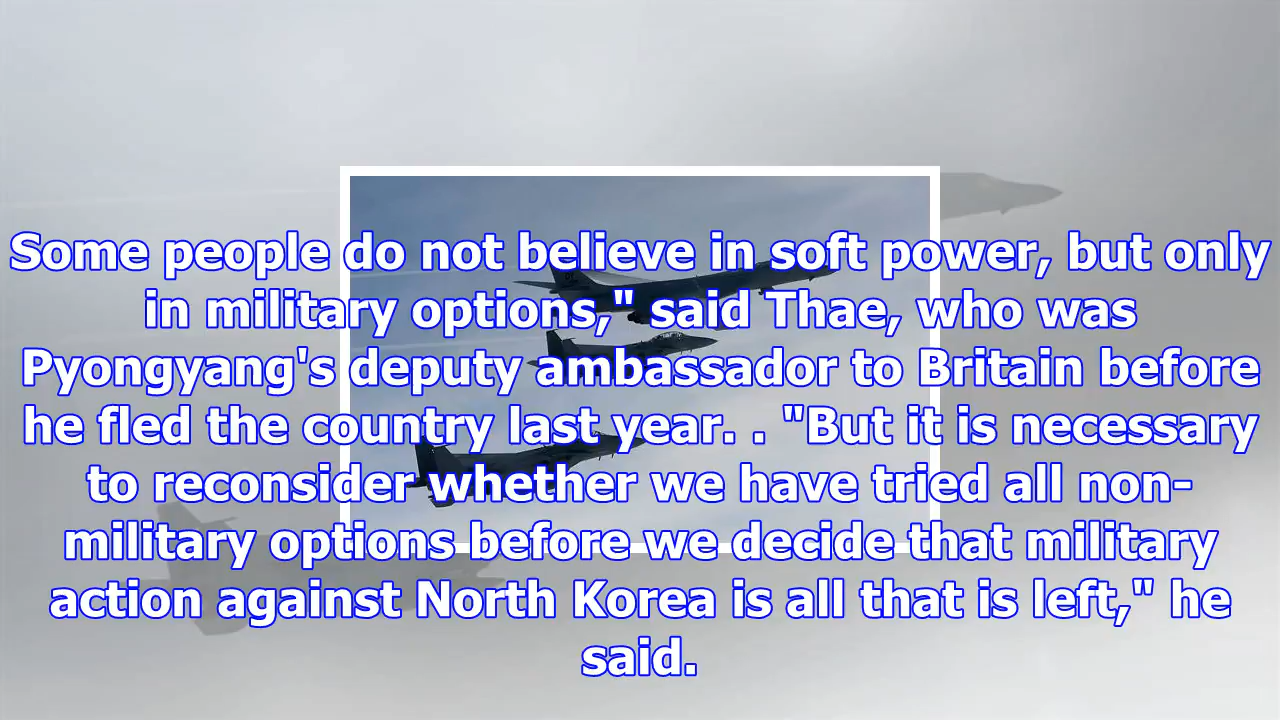 Some people do not believe in soft power, but only
in military options," said Thae, who was
Pyongyang's deputy ambassador to Britain before
he fled the country last year. . "But it is necessary
to reconsider whether we have tried all non-
military options before we decide that military
action against North Korea is all that is left," he
said.